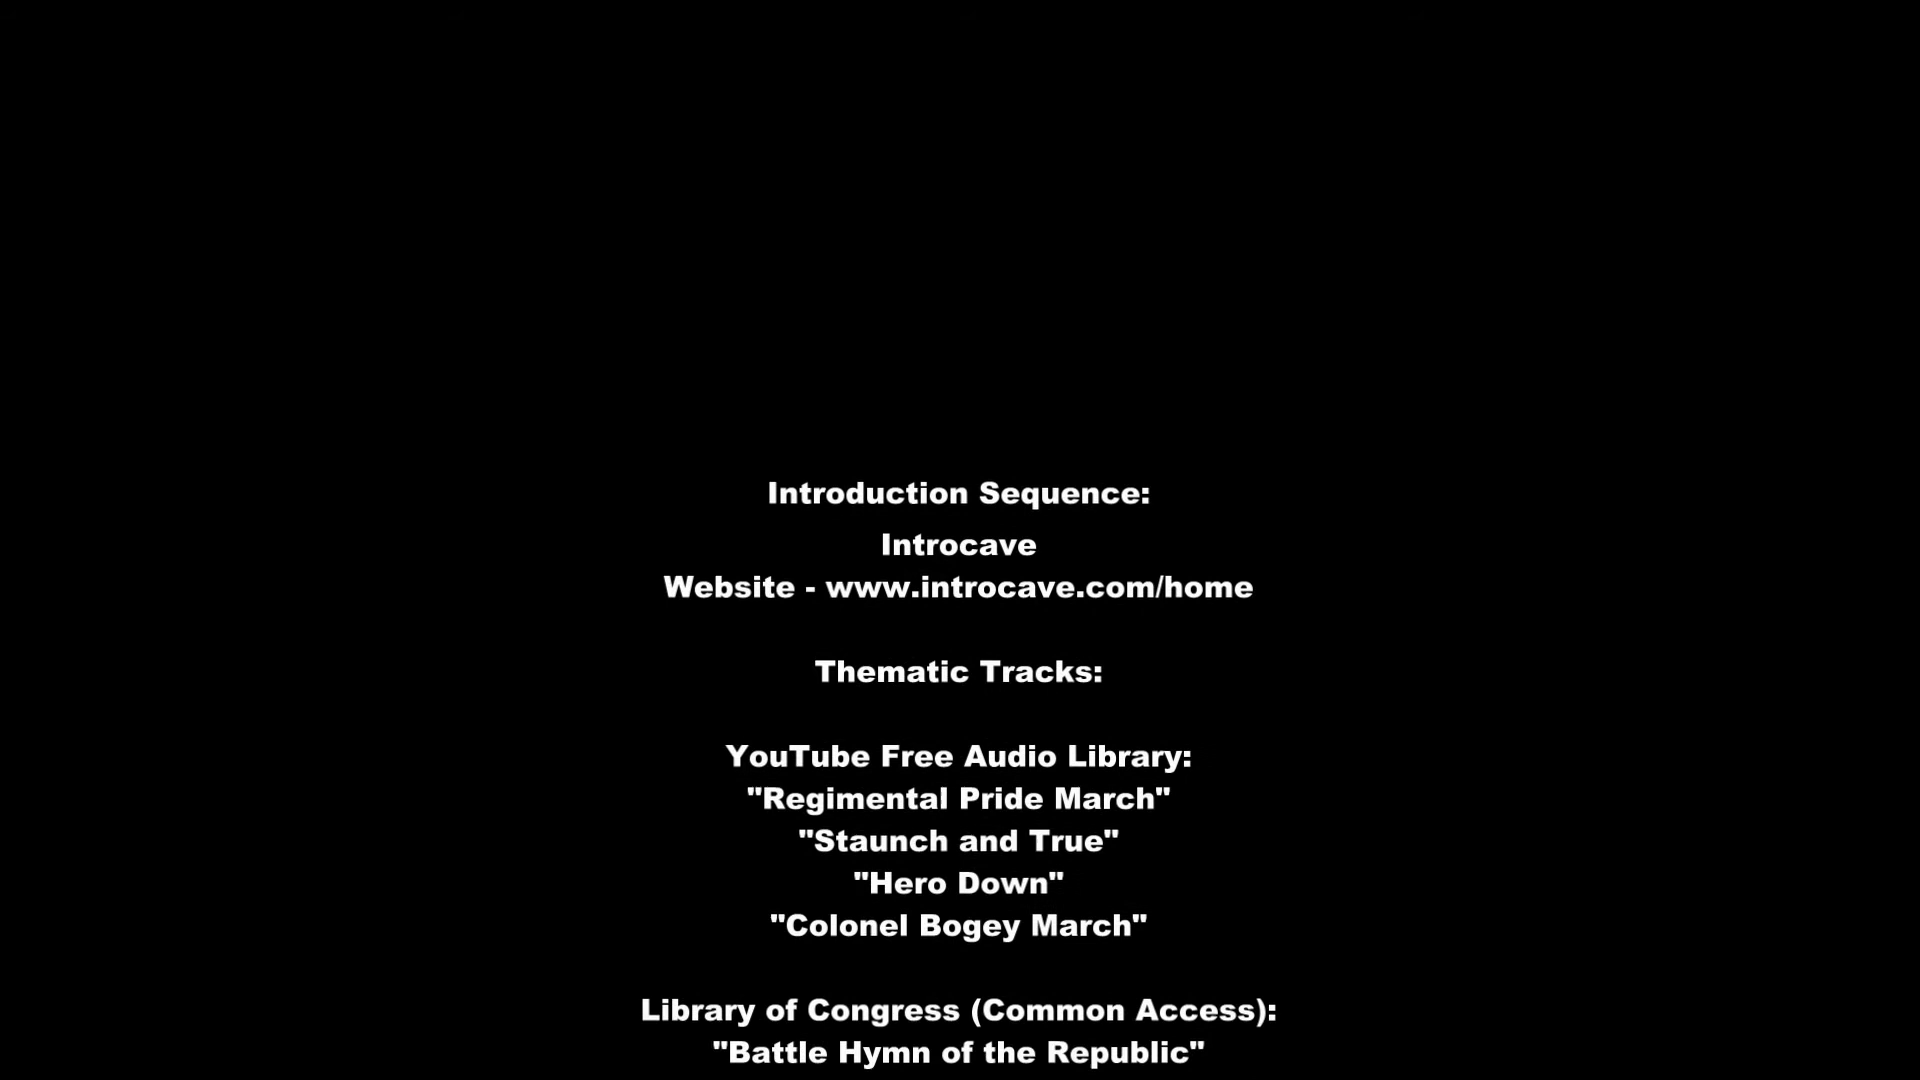 Introduction Sequence:
Introcave
Website - www.introcave.com/home
Thematic Tracks:
YouTube Free Audio Library:
"Regimental Pride March"
"Staunch and True"
"Hero Down"
"Colonel Bogey March"
Library of Congress (Common Access):
"Battle Hymn of the Republic"